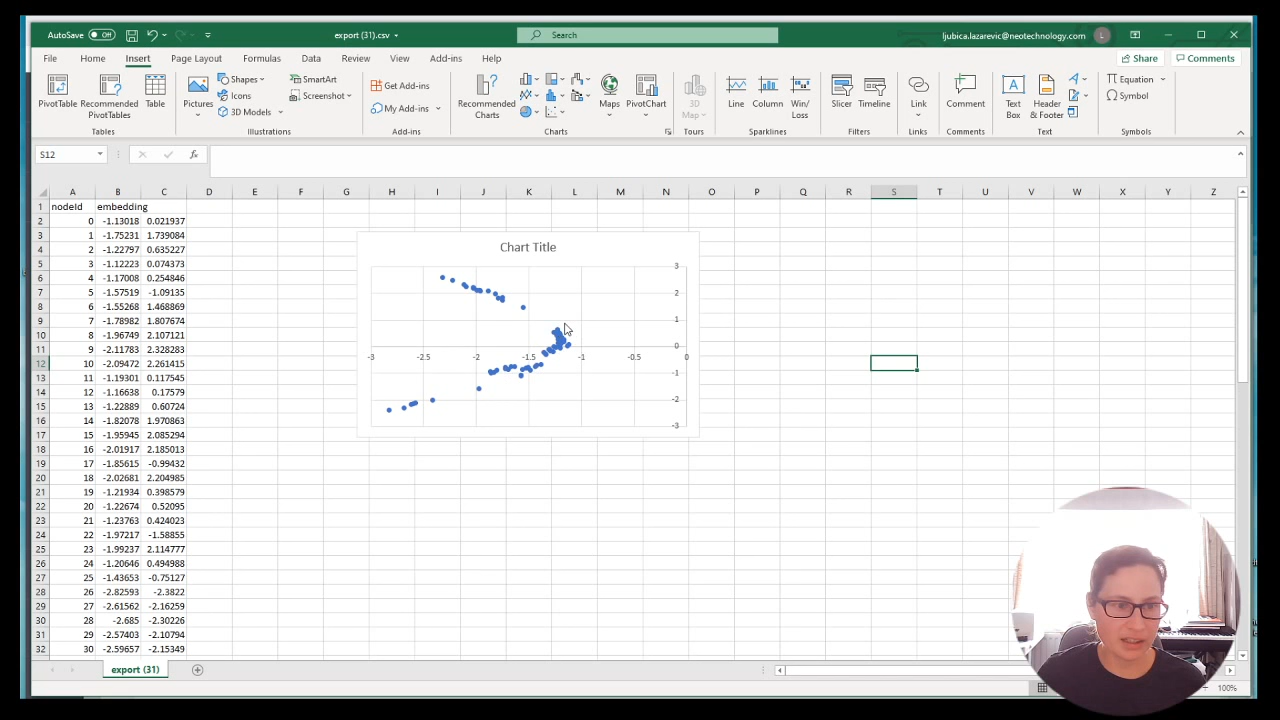 AutoSave Off export (31).csv Search ljubica.lazarevic@neotechnology.com L
File Home Insert Page Layout Formulas Data Review View Add-ins Help Share Comments
PivotTable Recommended PivotTables Table Pictures Shapes Icons 3D Models SmartArt Screenshot Get Add-ins My Add-ins Recommended Charts Maps PivotChart 3D Map Line Column Win/Loss Slicer Timeline Link Comment Text Box Header & Footer Equation Symbol
Tables Illustrations Add-ins Charts Tours Sparklines Filters Links Comments Text Symbols
S12 fx
A B C D E F G H I J K L M N O P Q R S T U V W X Y Z
1 nodeId embedding
2 0 -1.13018 0.021937
3 1 -1.75231 1.739084
4 2 -1.22797 0.635227
5 3 -1.12223 0.074373
6 4 -1.17008 0.254846
7 5 -1.57519 -1.09135
8 6 -1.55268 1.468869
9 7 -1.78982 1.807674
10 8 -1.96749 2.107121
11 9 -2.11783 2.328283
12 10 -2.09472 2.261415
13 11 -1.19301 0.117545
14 12 -1.16638 0.17579
15 13 -1.22889 0.60724
16 14 -1.82078 1.970863
17 15 -1.95945 2.085294
18 16 -2.01917 2.185013
19 17 -1.85615 -0.99432
20 18 -2.02681 2.204985
21 19 -1.21934 0.398579
22 20 -1.22674 0.52095
23 21 -1.23763 0.424023
24 22 -1.97217 -1.58855
25 23 -1.99237 2.114777
26 24 -1.20646 0.494988
27 25 -1.43653 -0.75127
28 26 -2.82593 -2.3822
29 27 -2.61562 -2.16259
30 28 -2.685 -2.30226
31 29 -2.57403 -2.10794
32 30 -2.59657 -2.15349
Chart Title
3
2
1
0
-3 -2.5 -2 -1.5 -1 -0.5 0
-1
-2
-3
export (31)
100%